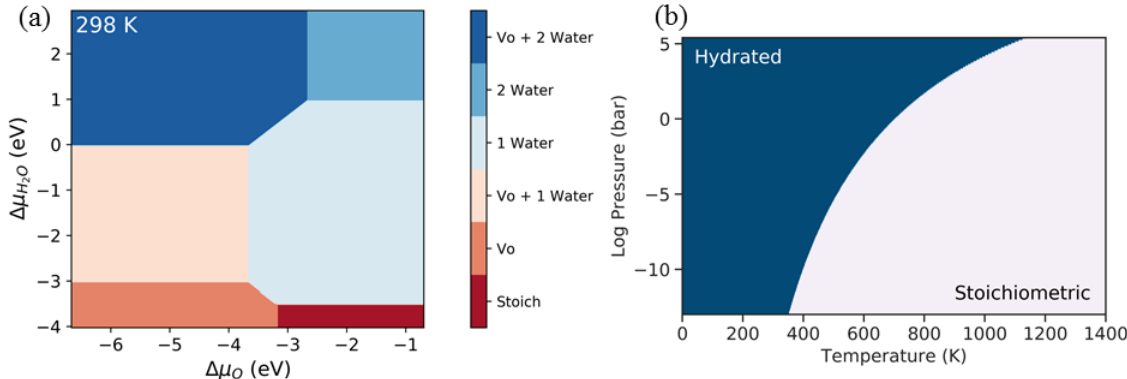 (a)
298 K
2
1
0
−1
−2
−3
−4
Δμ_H₂O (eV)
−6 −5 −4 −3 −2 −1
Δμ_O (eV)
Vo + 2 Water
2 Water
1 Water
Vo + 1 Water
Vo
Stoich
(b)
Hydrated
Stoichiometric
5
0
−5
−10
Log Pressure (bar)
0 200 400 600 800 1000 1200 1400
Temperature (K)